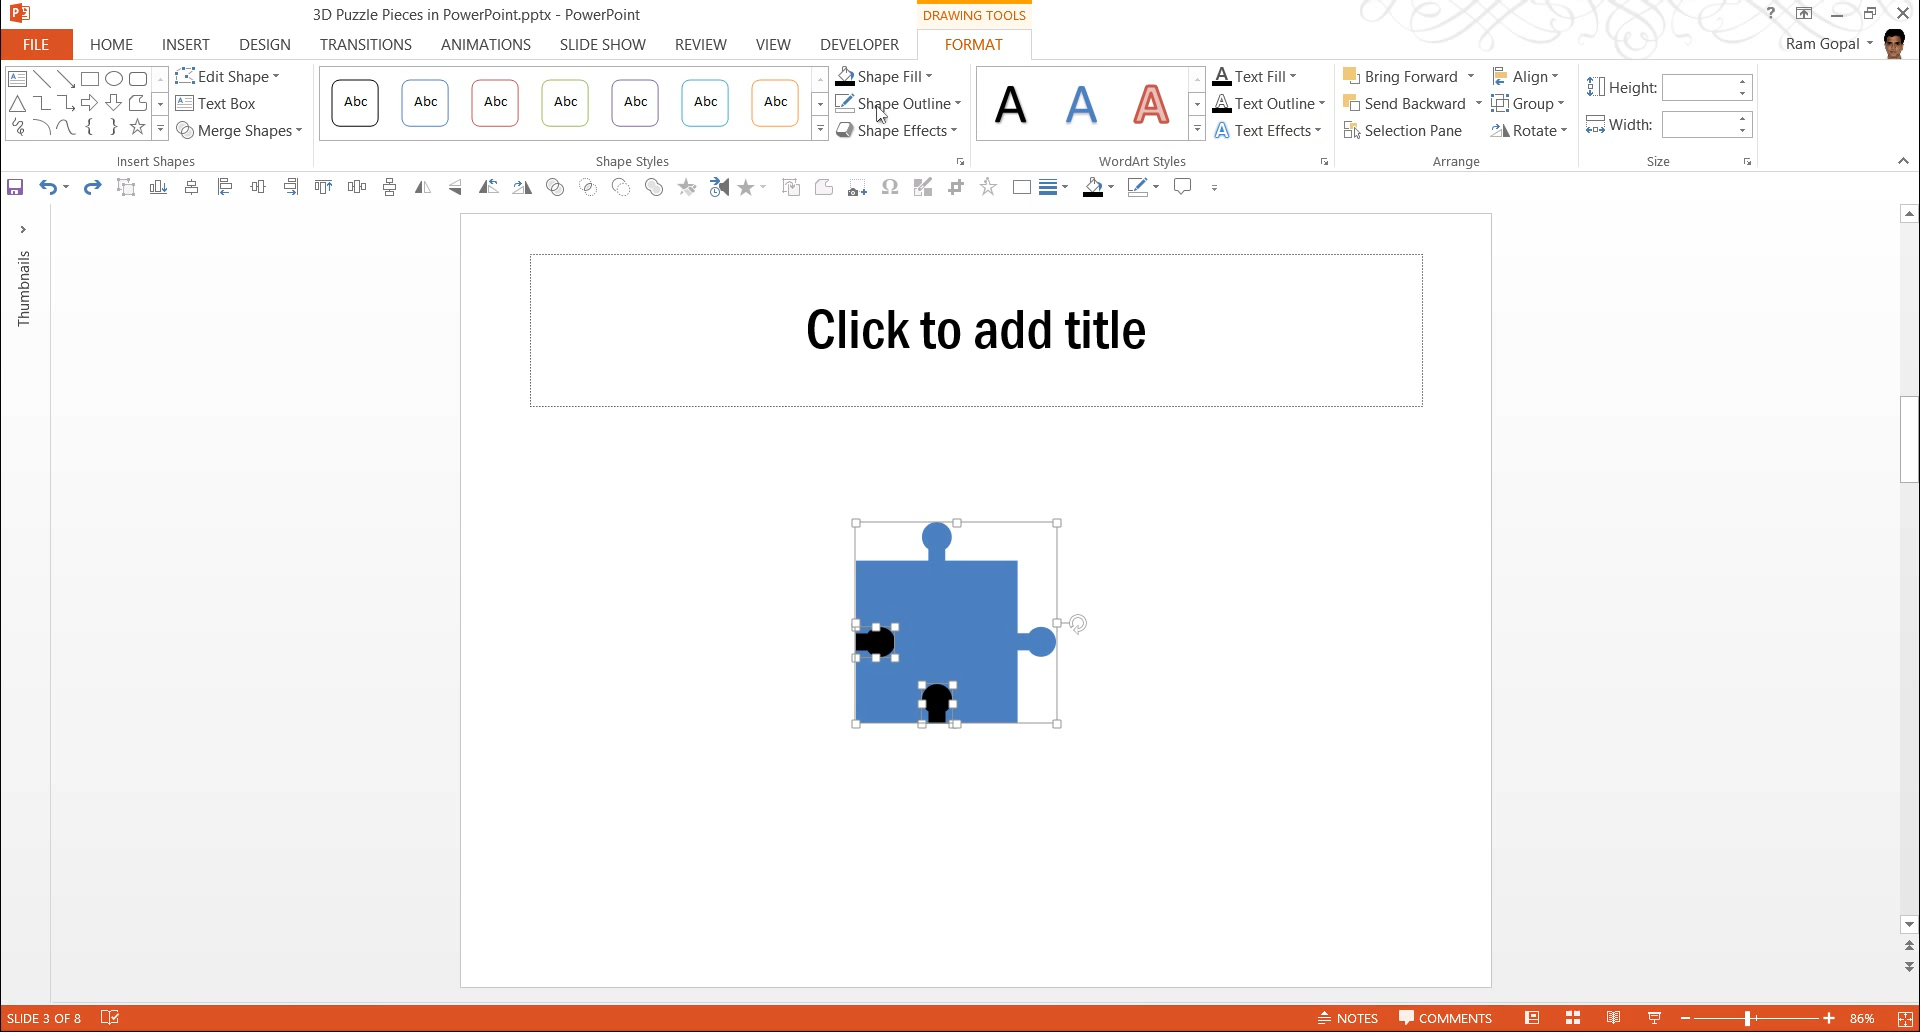 3D Puzzle Pieces in PowerPoint.pptx - PowerPoint
DRAWING TOOLS
?
FILE HOME INSERT DESIGN TRANSITIONS ANIMATIONS SLIDE SHOW REVIEW VIEW DEVELOPER FORMAT
Ram Gopal
Edit Shape
Text Box
Merge Shapes
Insert Shapes
Abc Abc Abc Abc Abc Abc Abc
Shape Fill
Shape Outline
Shape Effects
Shape Styles
A A A
Text Fill
Text Outline
Text Effects
WordArt Styles
Bring Forward
Send Backward
Selection Pane
Align
Group
Rotate
Arrange
Height:
Width:
Size
Thumbnails
Click to add title
SLIDE 3 OF 8
NOTES
COMMENTS
86%